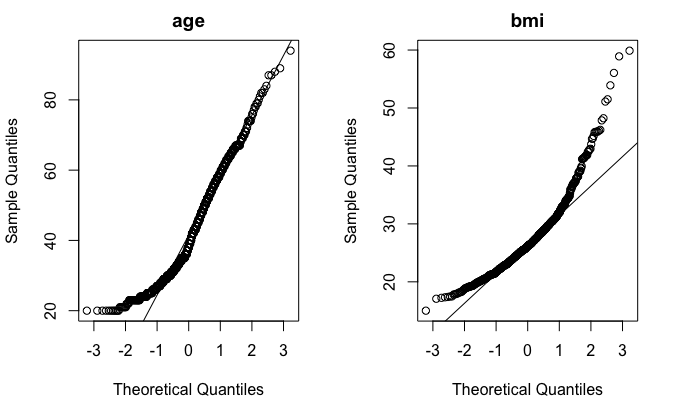 age
Sample Quantiles
80
60
40
20
-3 -2 -1 0 1 2 3
Theoretical Quantiles
bmi
Sample Quantiles
60
50
40
30
20
-3 -2 -1 0 1 2 3
Theoretical Quantiles